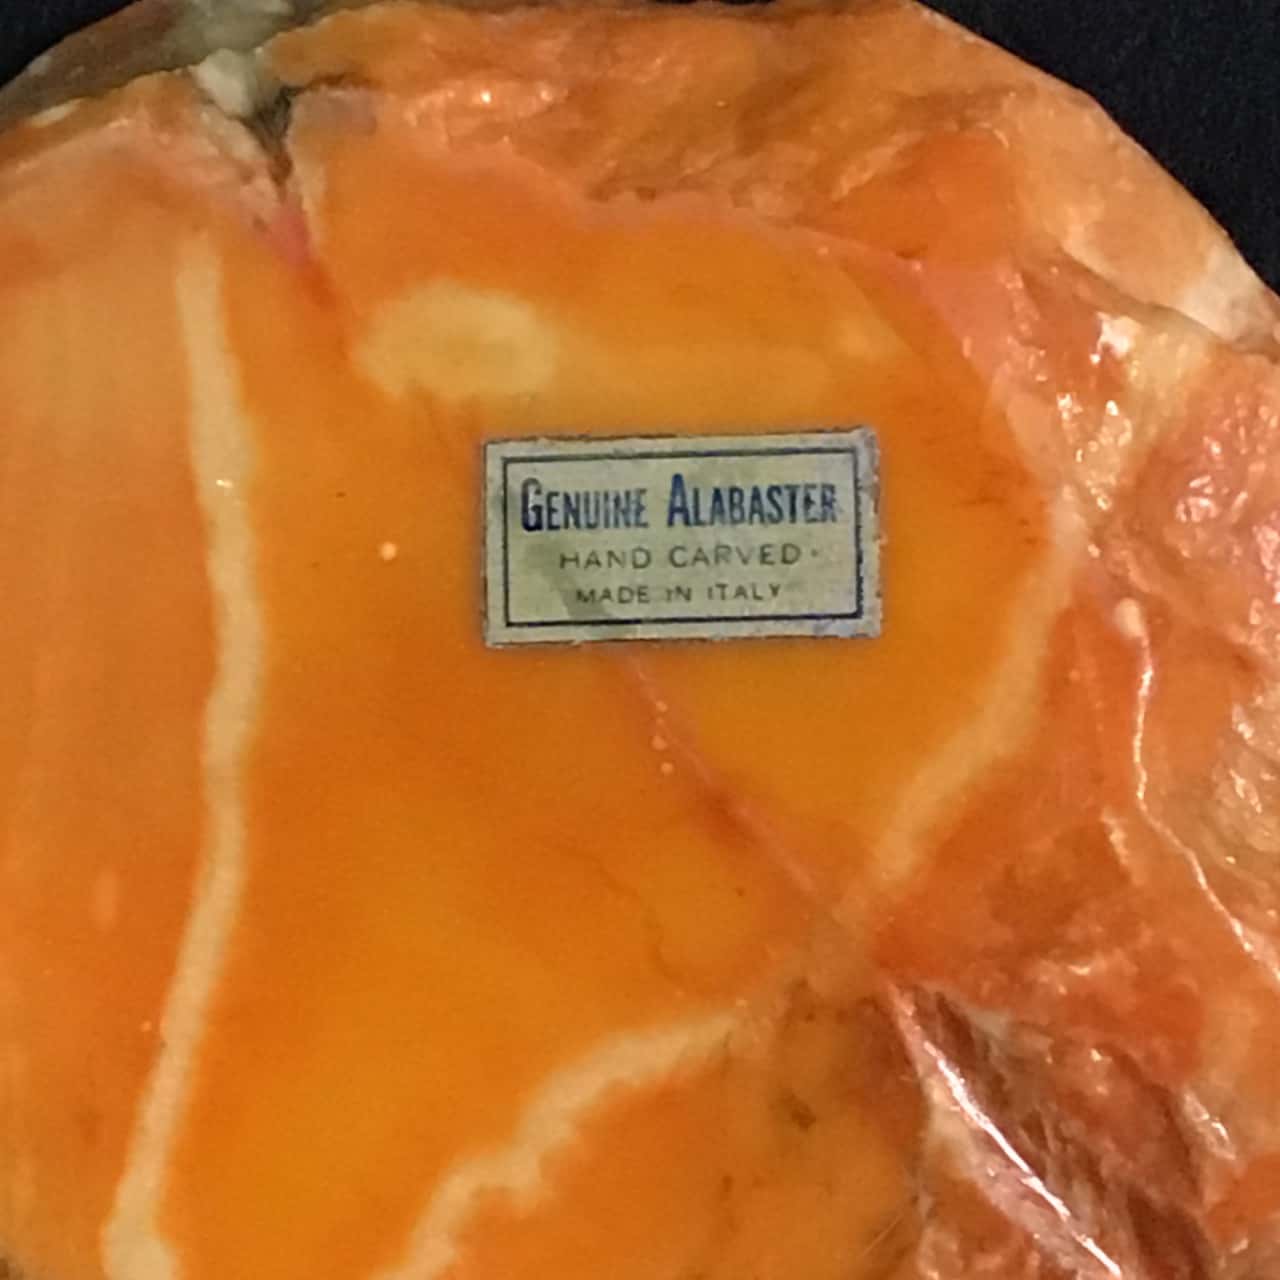 GENUINE ALABASTER
HAND CARVED
MADE IN ITALY